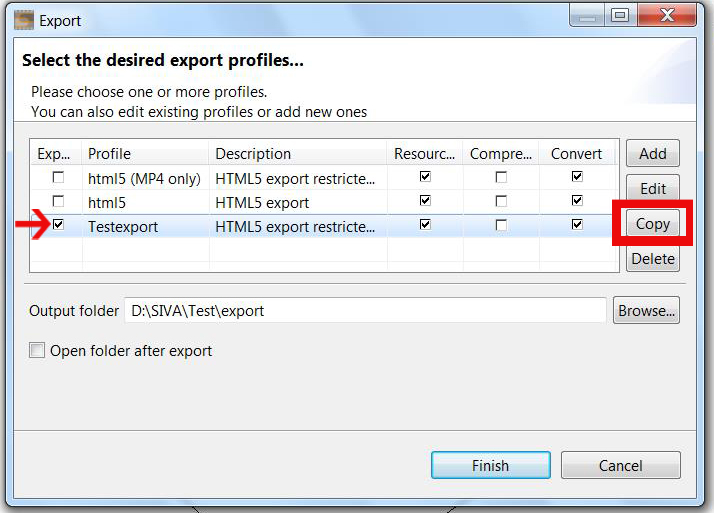 Export
Select the desired export profiles...
Please choose one or more profiles.
You can also edit existing profiles or add new ones
Exp... Profile Description Resourc... Compre... Convert
html5 (MP4 only) HTML5 export restricte...
html5 HTML5 export
Testexport HTML5 export restricte...
Add
Edit
Copy
Delete
Output folder D:\SIVA\Test\export Browse...
Open folder after export
Finish Cancel